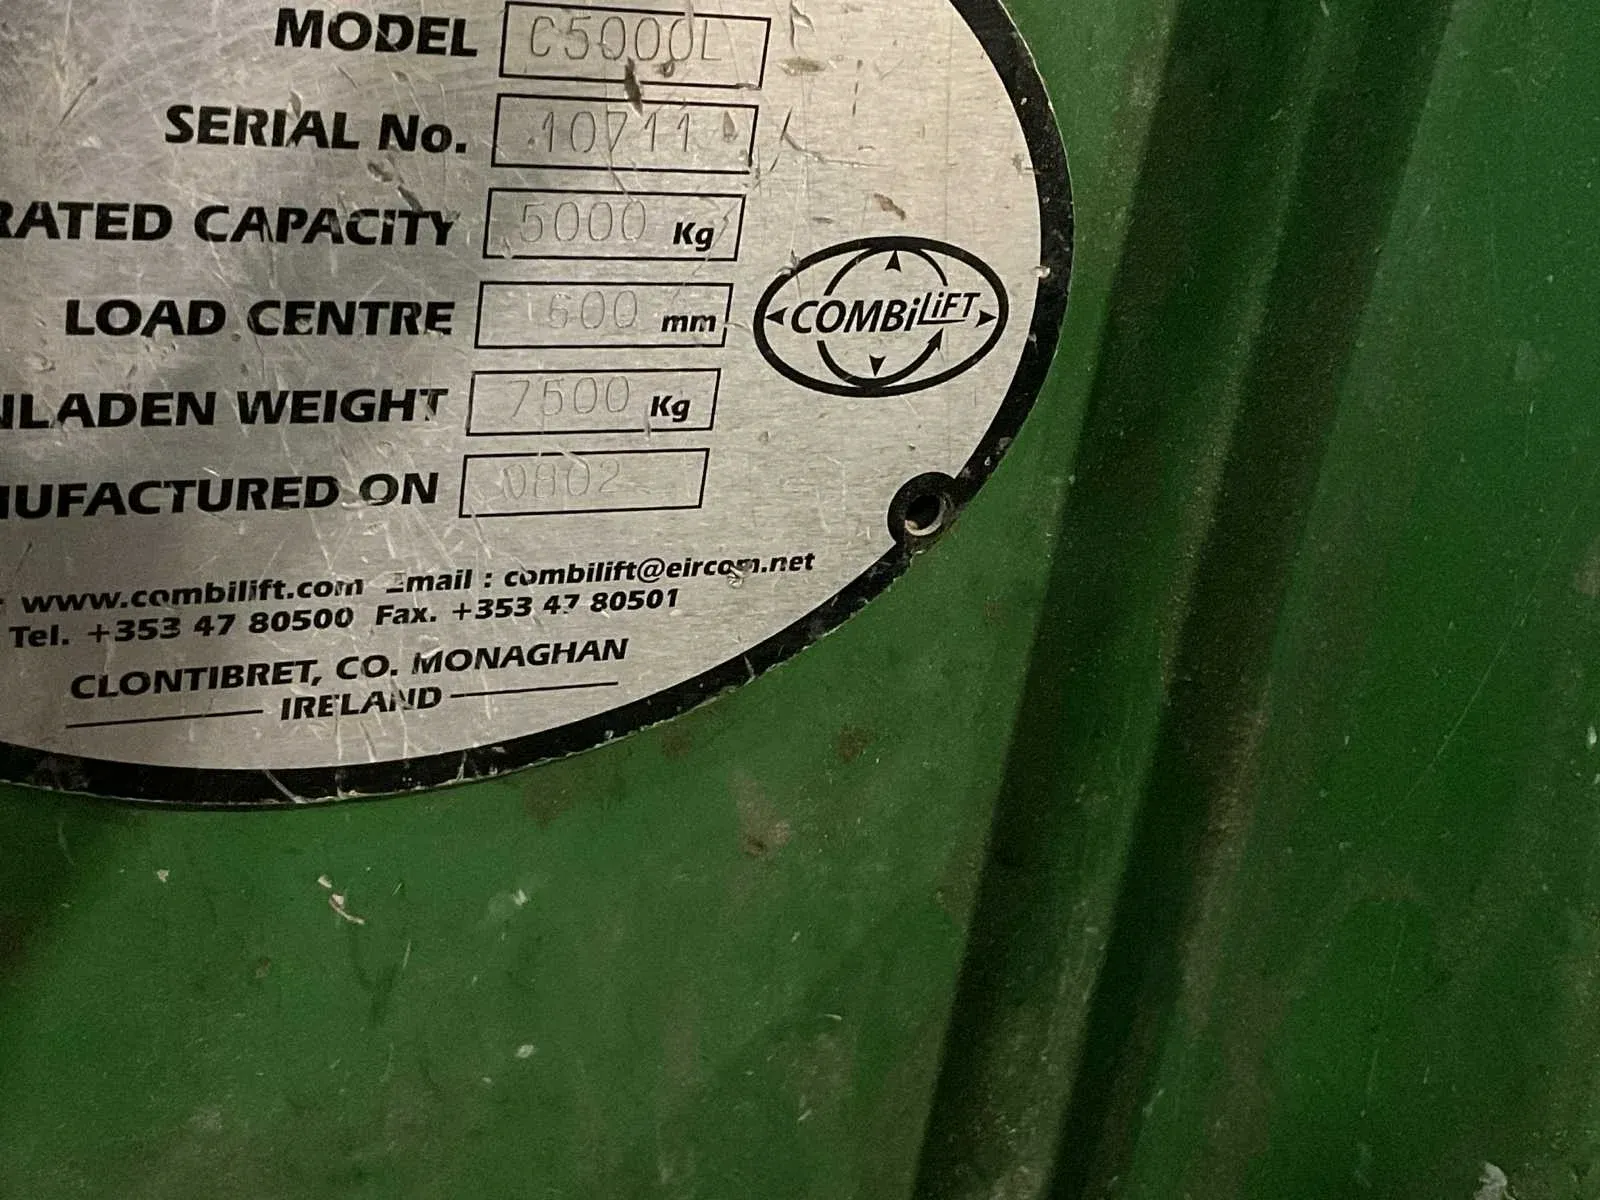 MODEL C5000L
SERIAL No. 10711
RATED CAPACITY 5000 Kg
LOAD CENTRE 600 mm
NLADEN WEIGHT 7500 Kg
NUFACTURED ON 0802
COMBiLiFT
www.combilift.com Email : combilift@eircom.net
Tel. +353 47 80500 Fax. +353 47 80501
CLONTIBRET, CO. MONAGHAN
IRELAND